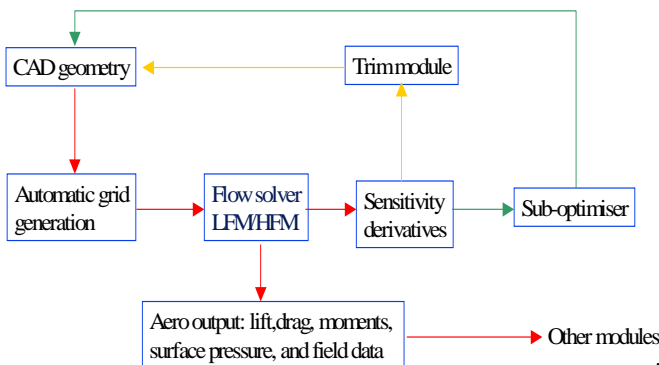 CAD geometry
Trim module
Automatic grid
generation
Flow solver
LFM/HFM
Sensitivity
derivatives
Sub-optimiser
Aero output: lift,drag, moments,
surface pressure, and field data
Other modules